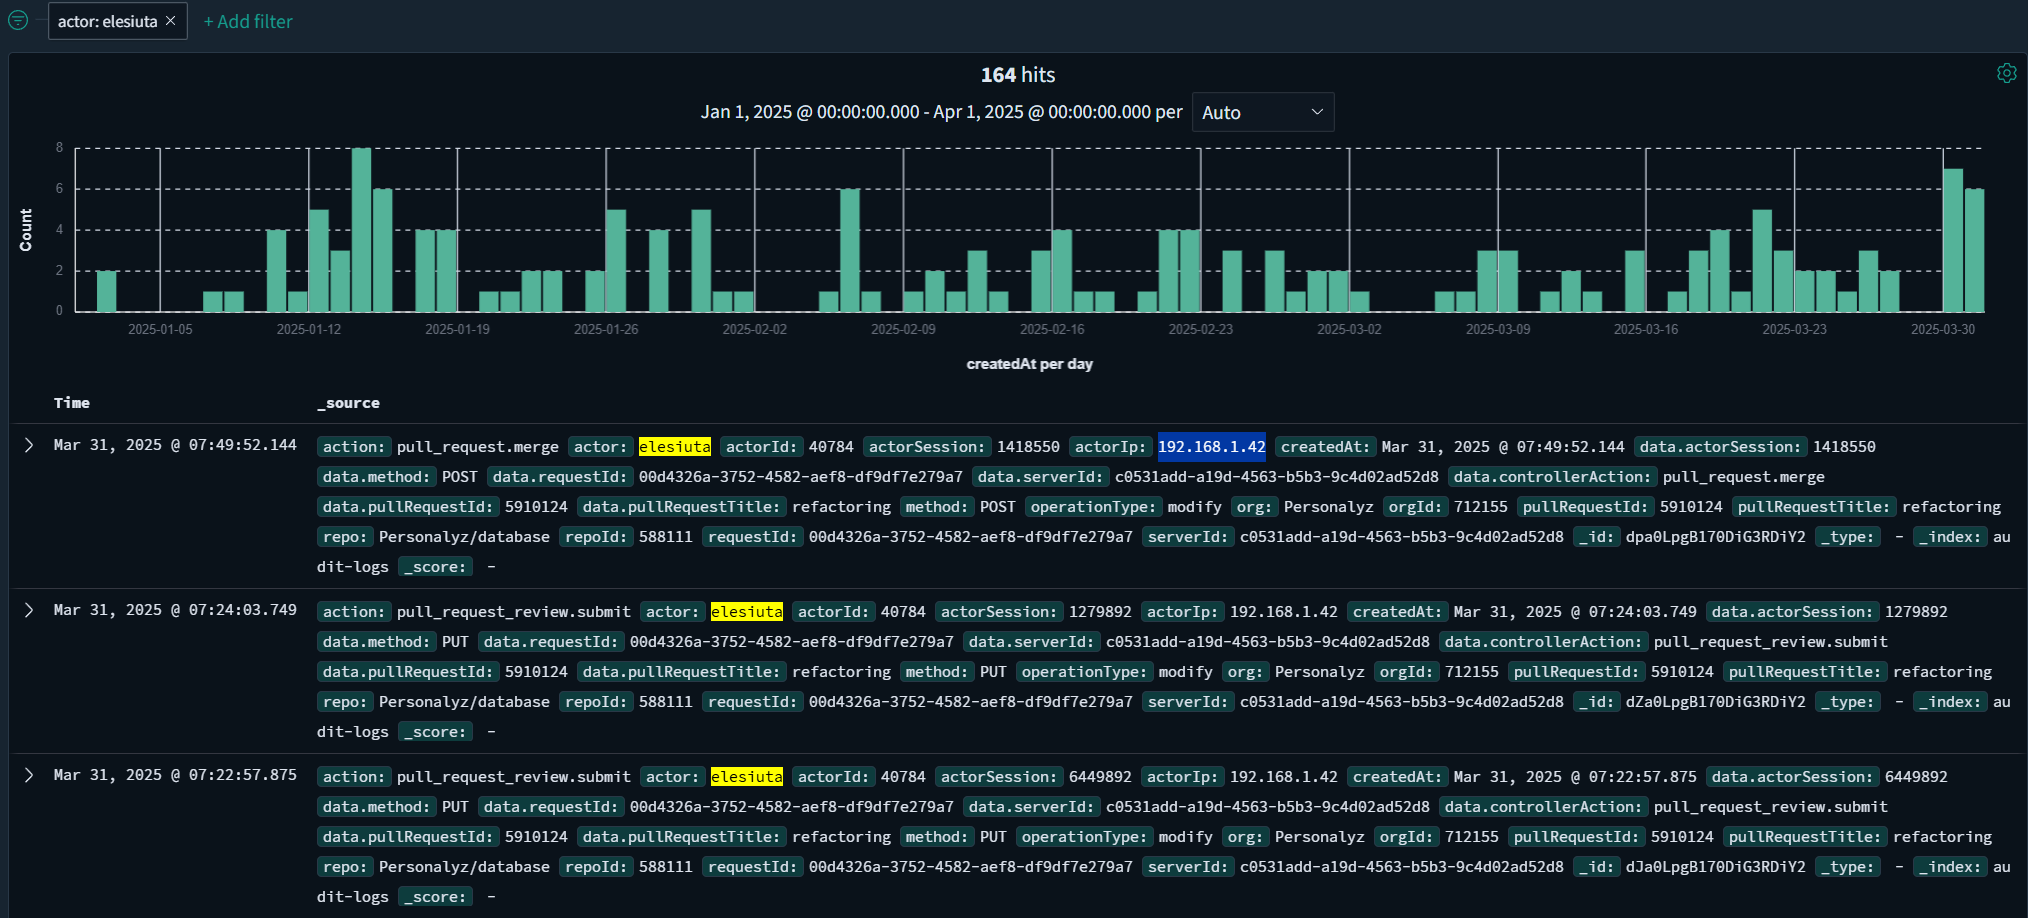 actor: elesiuta ×
+ Add filter
164 hits
Jan 1, 2025 @ 00:00:00.000 - Apr 1, 2025 @ 00:00:00.000 per Auto
8
6
4
2
0
Count
2025-01-05 2025-01-12 2025-01-19 2025-01-26 2025-02-02 2025-02-09 2025-02-16 2025-02-23 2025-03-02 2025-03-09 2025-03-16 2025-03-23 2025-03-30
createdAt per day
Time _source
Mar 31, 2025 @ 07:49:52.144 action: pull_request.merge actor: elesiuta actorId: 40784 actorSession: 1418550 actorIp: 192.168.1.42 createdAt: Mar 31, 2025 @ 07:49:52.144 data.actorSession: 1418550
data.method: POST data.requestId: 00d4326a-3752-4582-aef8-df9df7e279a7 data.serverId: c0531add-a19d-4563-b5b3-9c4d02ad52d8 data.controllerAction: pull_request.merge
data.pullRequestId: 5910124 data.pullRequestTitle: refactoring method: POST operationType: modify org: Personalyz orgId: 712155 pullRequestId: 5910124 pullRequestTitle: refactoring
repo: Personalyz/database repoId: 588111 requestId: 00d4326a-3752-4582-aef8-df9df7e279a7 serverId: c0531add-a19d-4563-b5b3-9c4d02ad52d8 _id: dpa0LpgB170DiG3RDiY2 _type: - _index: au
dit-logs _score: -
Mar 31, 2025 @ 07:24:03.749 action: pull_request_review.submit actor: elesiuta actorId: 40784 actorSession: 1279892 actorIp: 192.168.1.42 createdAt: Mar 31, 2025 @ 07:24:03.749 data.actorSession: 1279892
data.method: PUT data.requestId: 00d4326a-3752-4582-aef8-df9df7e279a7 data.serverId: c0531add-a19d-4563-b5b3-9c4d02ad52d8 data.controllerAction: pull_request_review.submit
data.pullRequestId: 5910124 data.pullRequestTitle: refactoring method: PUT operationType: modify org: Personalyz orgId: 712155 pullRequestId: 5910124 pullRequestTitle: refactoring
repo: Personalyz/database repoId: 588111 requestId: 00d4326a-3752-4582-aef8-df9df7e279a7 serverId: c0531add-a19d-4563-b5b3-9c4d02ad52d8 _id: dZa0LpgB170DiG3RDiY2 _type: - _index: au
dit-logs _score: -
Mar 31, 2025 @ 07:22:57.875 action: pull_request_review.submit actor: elesiuta actorId: 40784 actorSession: 6449892 actorIp: 192.168.1.42 createdAt: Mar 31, 2025 @ 07:22:57.875 data.actorSession: 6449892
data.method: PUT data.requestId: 00d4326a-3752-4582-aef8-df9df7e279a7 data.serverId: c0531add-a19d-4563-b5b3-9c4d02ad52d8 data.controllerAction: pull_request_review.submit
data.pullRequestId: 5910124 data.pullRequestTitle: refactoring method: PUT operationType: modify org: Personalyz orgId: 712155 pullRequestId: 5910124 pullRequestTitle: refactoring
repo: Personalyz/database repoId: 588111 requestId: 00d4326a-3752-4582-aef8-df9df7e279a7 serverId: c0531add-a19d-4563-b5b3-9c4d02ad52d8 _id: dJa0LpgB170DiG3RDiY2 _type: - _index: au
dit-logs _score: -